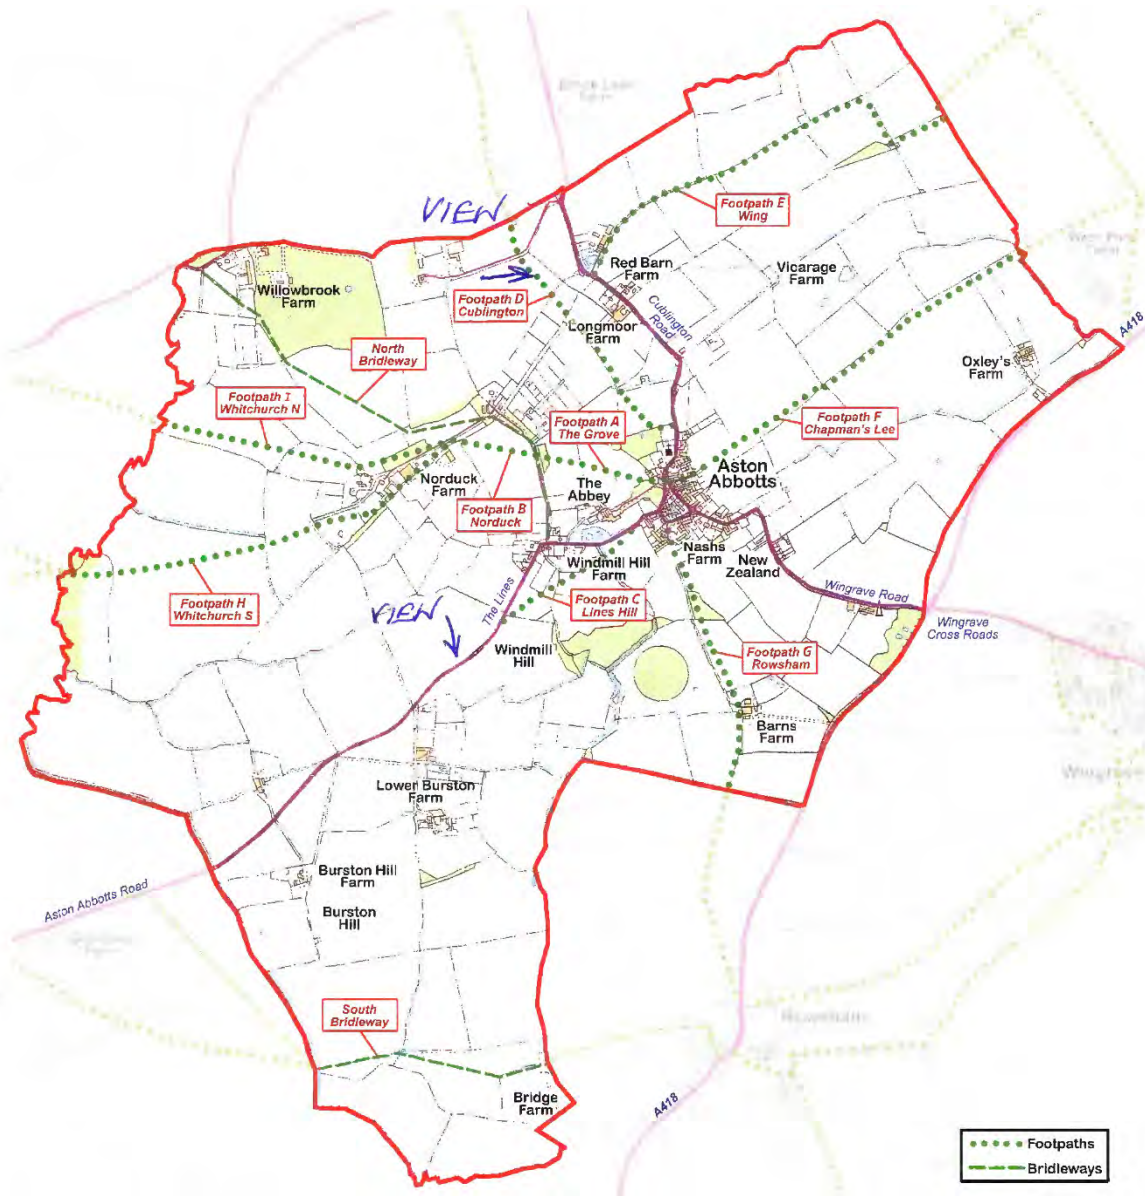 VIEW
Footpath E
Wing
Red Barn
Farm
Vicarage
Farm
Willowbrook
Farm
Footpath D
Cublington
Cublington
Road
Longmoor
Farm
A418
North
Bridleway
Oxley's
Farm
Footpath I
Whitchurch N
Footpath A
The Grove
Footpath F
Chapman's Lee
Aston
Abbotts
Norduck
Farm
The
Abbey
Footpath B
Norduck
Nashs
Farm
New
Zealand
Windmill Hill
Farm
Footpath H
Whitchurch S
The Lines
Footpath C
Lines Hill
Wingrave Road
Wingrave
Cross Roads
VIEW
Windmill
Hill
Footpath G
Rowsham
Barns
Farm
Wingrave
Lower Burston
Farm
Burston Hill
Farm
Aston Abbotts Road
Burston
Hill
South
Bridleway
Rowsham
Bridge
Farm
A418
Footpaths
Bridleways